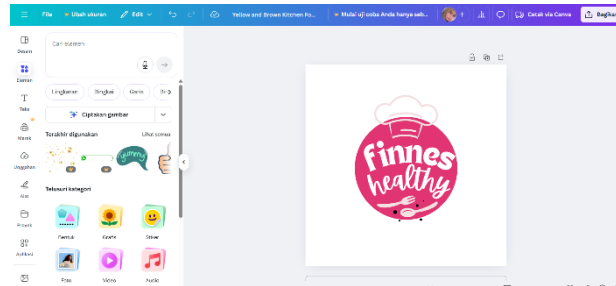 File
Ubah ukuran
Edit
Yellow and Brown Kitchen Fo...
Mulai uji coba Anda hanya seb...
Cetak via Canva
Bagikan
Desain
Elemen
Teks
Merek
Unggahan
Alat
Proyek
Aplikasi
Cari elemen
Lingkaran
Bingkai
Garis
Ciptakan gambar
Terakhir digunakan
Lihat semua
yummy
Telusuri kategori
Bentuk
Grafis
Stiker
Foto
Video
Audio
Finnes
healthy